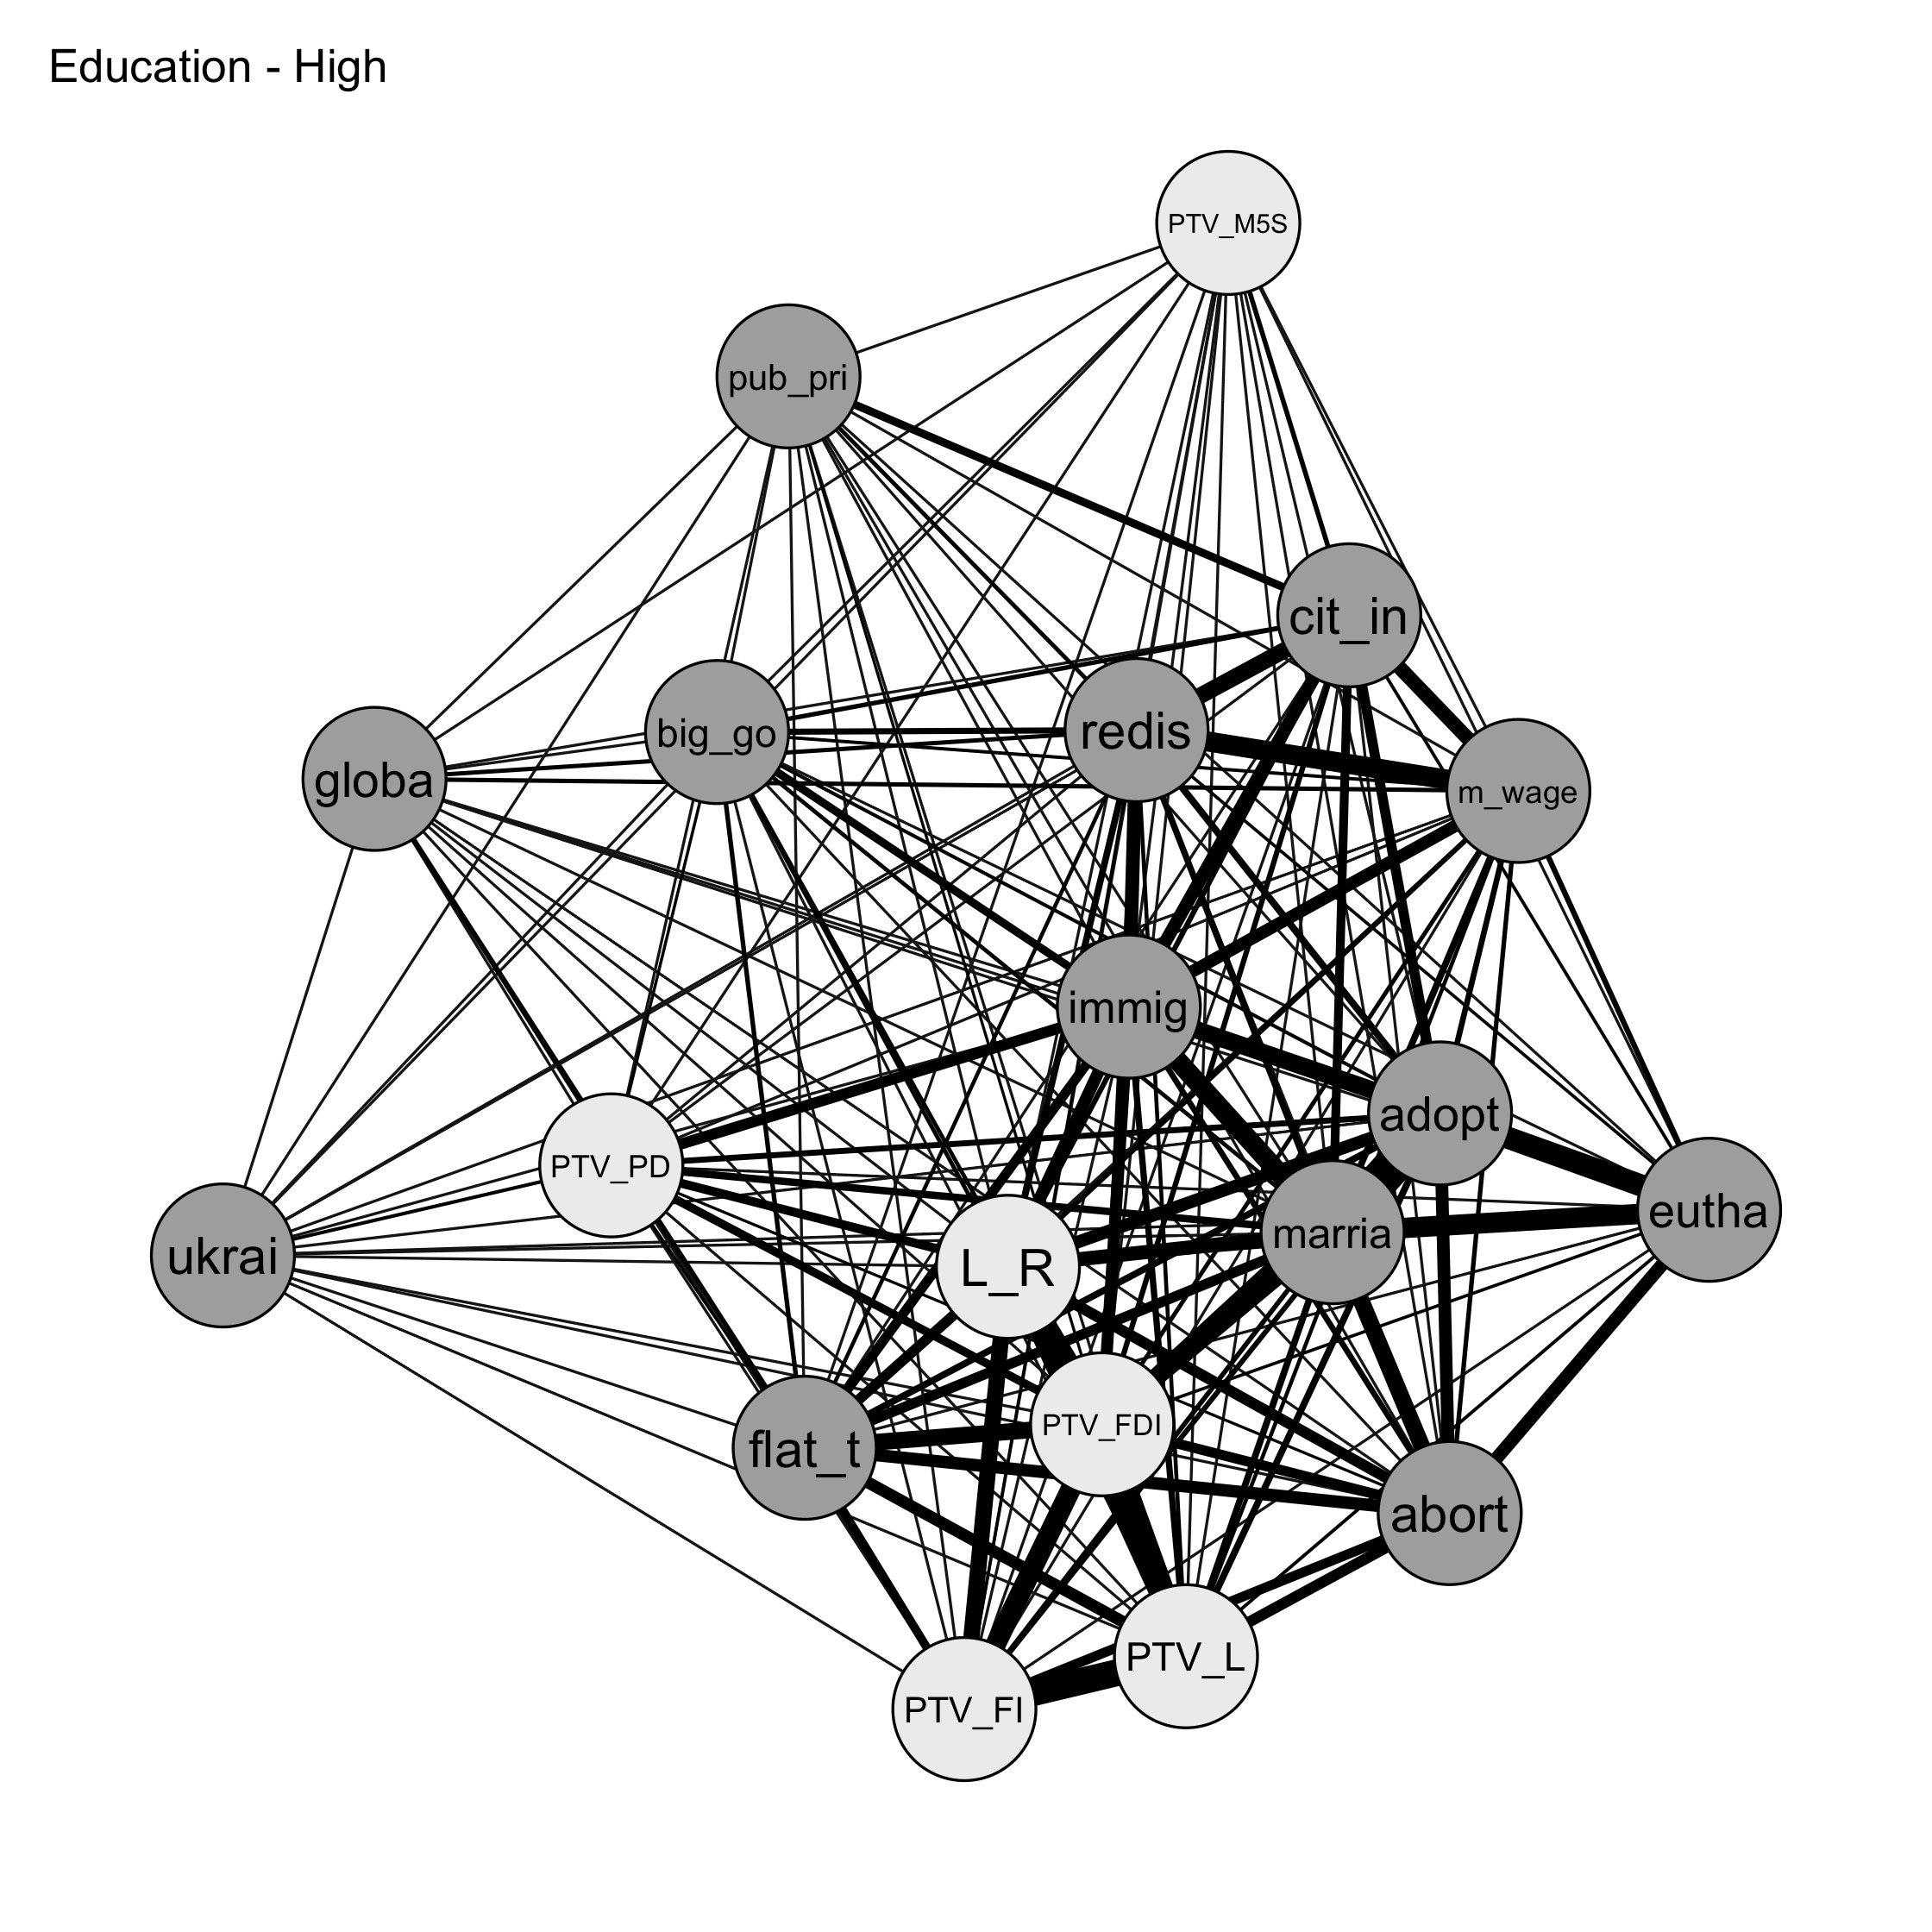 Education - High
PTV_M5S
pub_pri
cit_in
redis
big_go
globa
m_wage
immig
adopt
PTV_PD
eutha
marria
ukrai
L_R
PTV_FDI
flat_t
abort
PTV_L
PTV_FI